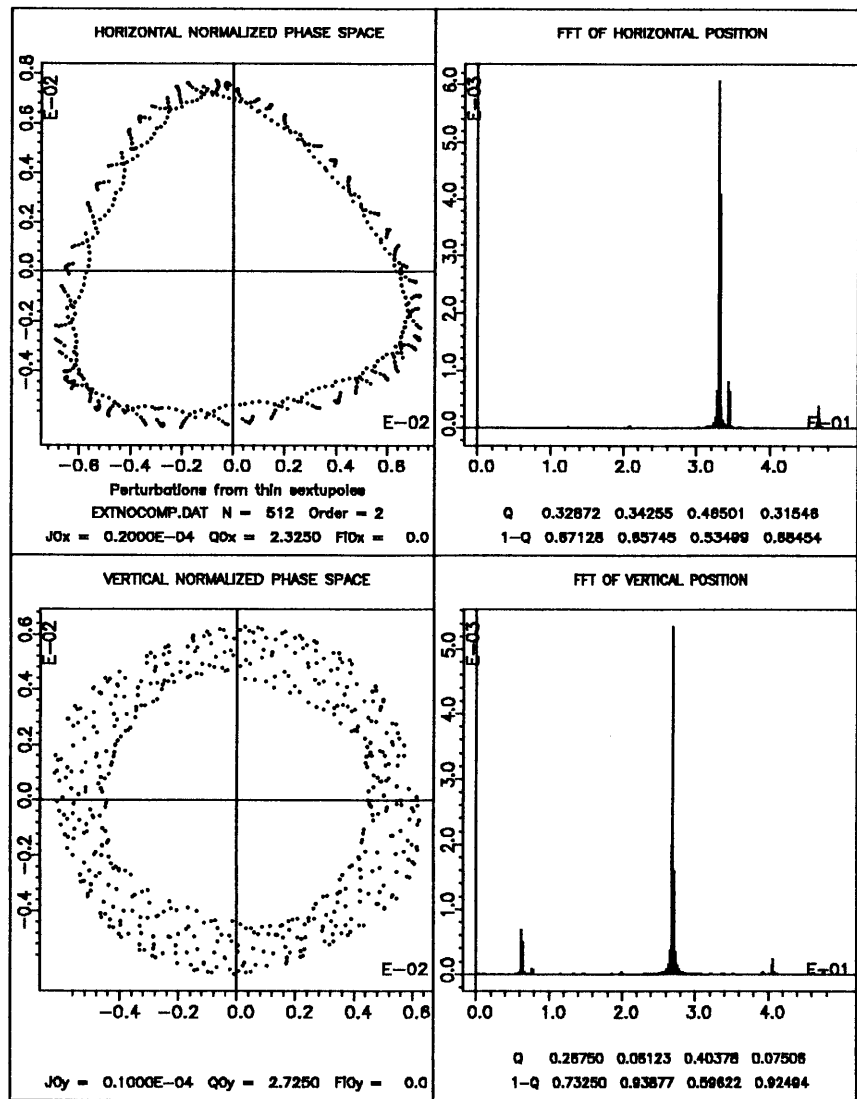 HORIZONTAL NORMALIZED PHASE SPACE
0.8
0.6
0.4
0.2
0.0
-0.2
-0.4
E-02
E-02
-0.6 -0.4 -0.2 0.0 0.2 0.4 0.6
Perturbations from thin sextupoles
EXTNOCOMP.DAT N = 512 Order = 2
J0x = 0.2000E-04 Q0x = 2.3250 FI0x = 0.0
FFT OF HORIZONTAL POSITION
6.0
5.0
4.0
3.0
2.0
1.0
0.0
E-03
E-01
0.0 1.0 2.0 3.0 4.0
Q 0.32872 0.34255 0.46501 0.31546
1-Q 0.67128 0.65745 0.53499 0.68454
VERTICAL NORMALIZED PHASE SPACE
0.6
0.4
0.2
0.0
-0.2
-0.4
E-02
E-02
-0.4 -0.2 0.0 0.2 0.4 0.6
J0y = 0.1000E-04 Q0y = 2.7250 FI0y = 0.0
FFT OF VERTICAL POSITION
5.0
4.0
3.0
2.0
1.0
0.0
E-03
E-01
0.0 1.0 2.0 3.0 4.0
Q 0.26750 0.06123 0.40378 0.07506
1-Q 0.73250 0.93877 0.59622 0.92494